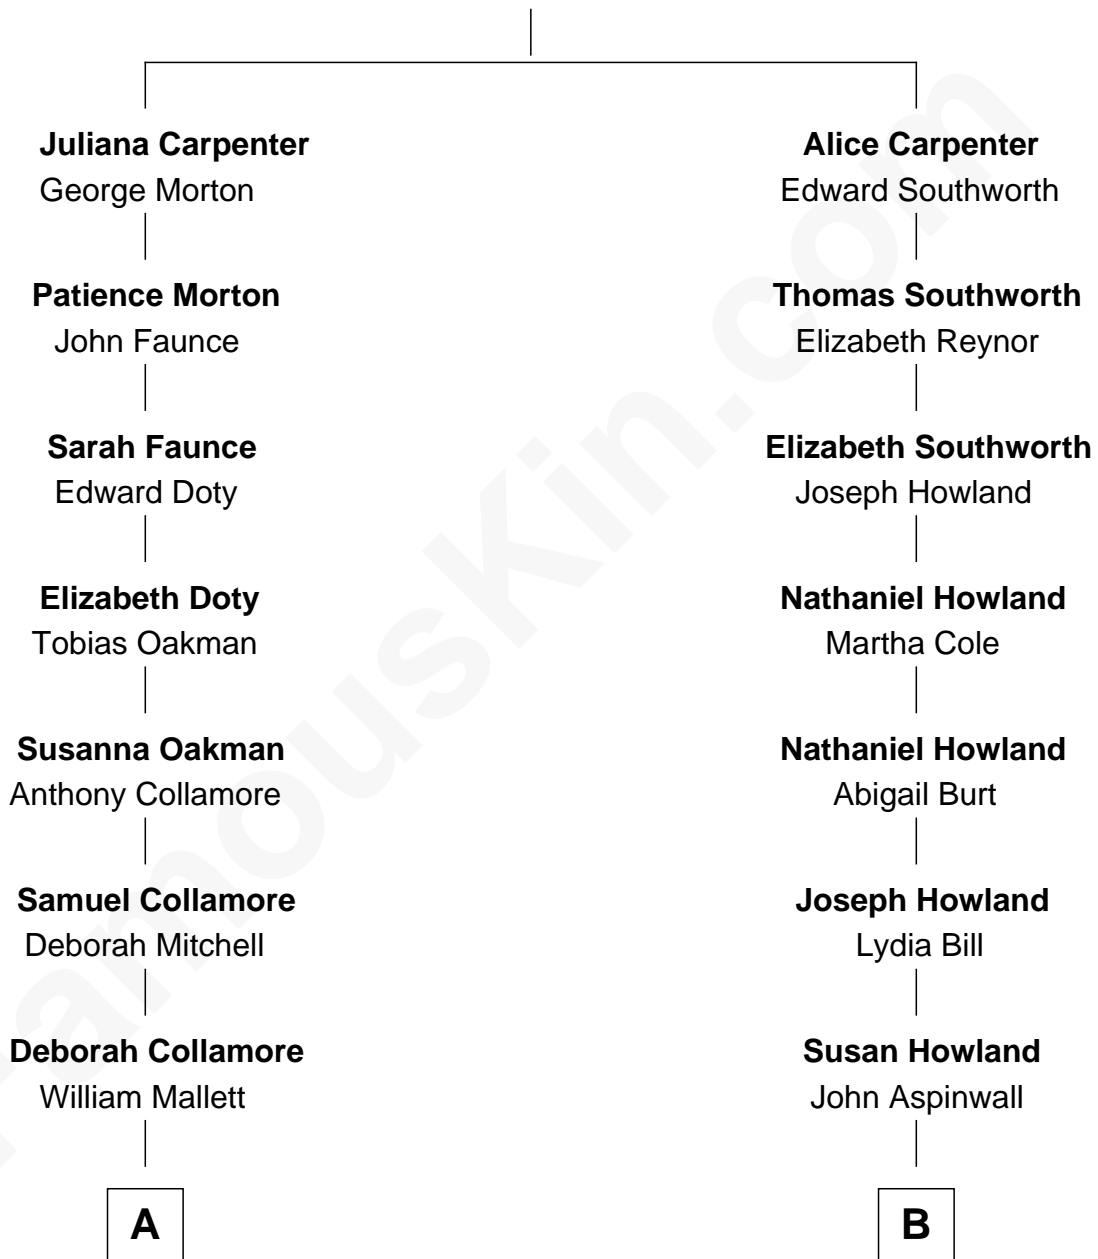 Juliana Carpenter
George Morton
Alice Carpenter
Edward Southworth
Patience Morton
John Faunce
Thomas Southworth
Elizabeth Reynor
Sarah Faunce
Edward Doty
Elizabeth Southworth
Joseph Howland
Elizabeth Doty
Tobias Oakman
Nathaniel Howland
Martha Cole
Susanna Oakman
Anthony Collamore
Nathaniel Howland
Abigail Burt
Samuel Collamore
Deborah Mitchell
Joseph Howland
Lydia Bill
Deborah Collamore
William Mallett
Susan Howland
John Aspinwall
A
B
FamousKin.com